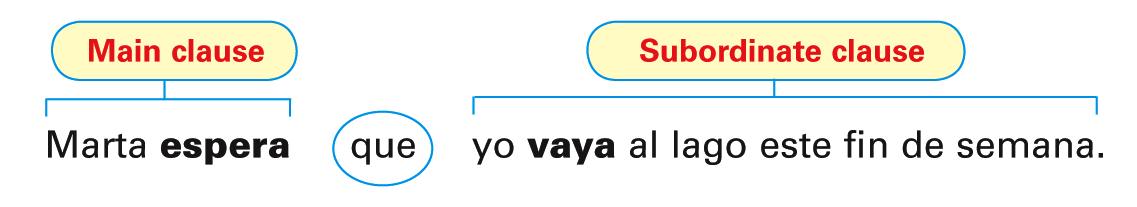 Main clause Subordinate clause
Marta espera que yo vaya al lago este fin de semana.